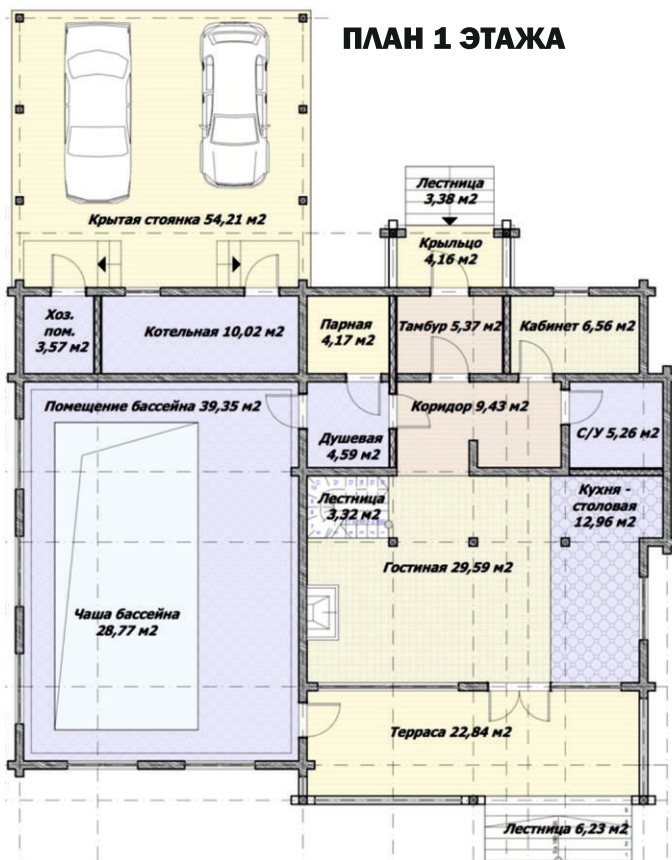 ПЛАН 1 ЭТАЖА
Лестница
3,38 м2
Крытая стоянка 54,21 м2
Крыльцо
4,16 м2
Хоз.
пом.
3,57 м2
Котельная 10,02 м2
Парная
4,17 м2
Тамбур 5,37 м2
Кабинет 6,56 м2
Помещение бассейна 39,35 м2
Душевая
4,59 м2
Коридор 9,43 м2
С/У 5,26 м2
Лестница
3,32 м2
Кухня -
столовая
12,96 м2
Гостиная 29,59 м2
Чаша бассейна
28,77 м2
Терраса 22,84 м2
Лестница 6,23 м2